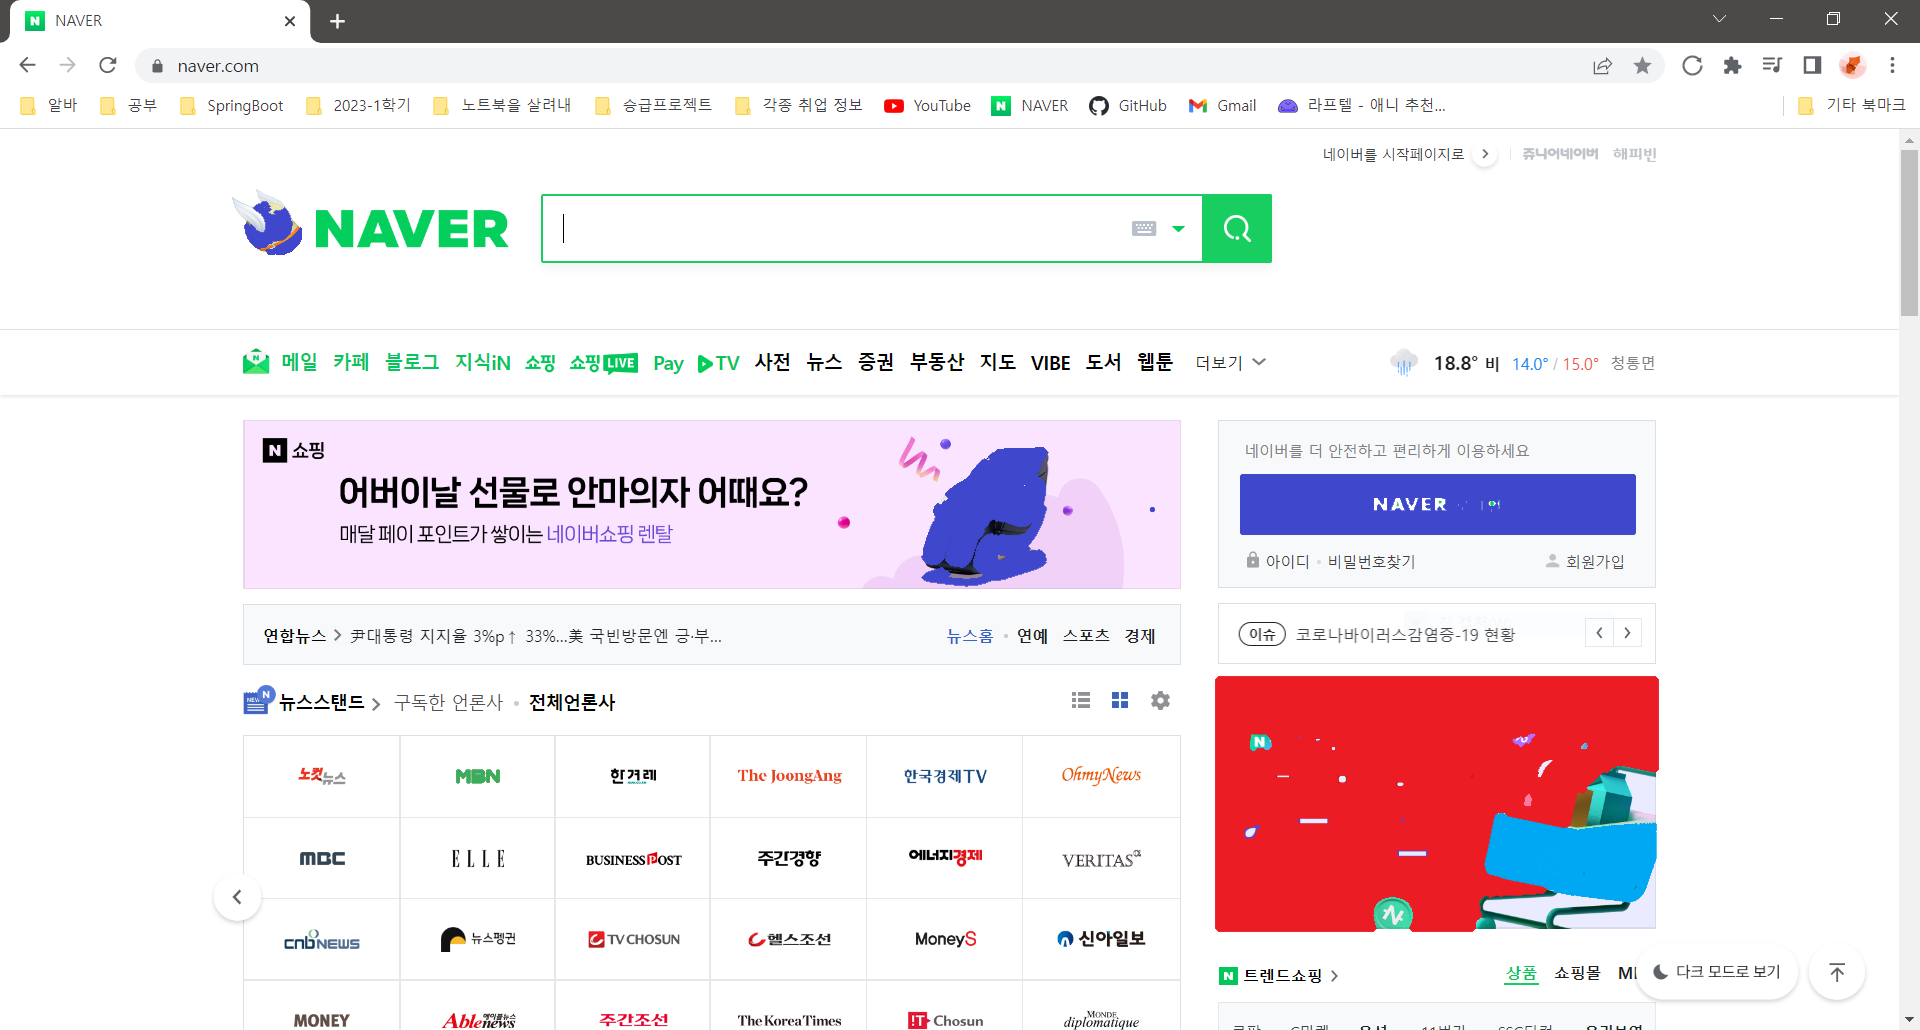 NAVER
naver.com
알바 공부 SpringBoot 2023-1학기 노트북을 살려내 승급프로젝트 각종 취업 정보 YouTube NAVER GitHub Gmail 라프텔 - 애니 추천... 기타 북마크
네이버를 시작페이지로 쥬니어네이버 해피빈
NAVER
메일 카페 블로그 지식iN 쇼핑 쇼핑LIVE Pay TV 사전 뉴스 증권 부동산 지도 VIBE 도서 웹툰 더보기 18.8° 비 14.0° / 15.0° 청통면
N 쇼핑
어버이날 선물로 안마의자 어때요?
매달 페이 포인트가 쌓이는 네이버쇼핑 렌탈
네이버를 더 안전하고 편리하게 이용하세요
NAVER
아이디 · 비밀번호찾기 회원가입
연합뉴스 > 尹대통령 지지율 3%p↑ 33%...美 국빈방문엔 긍·부... 뉴스홈 · 연예 스포츠 경제
이슈 코로나바이러스감염증-19 현황
뉴스스탠드 > 구독한 언론사 · 전체언론사
노컷뉴스 MBN 한겨레 The JoongAng 한국경제TV OhmyNews
MBC ELLE BUSINESS POST 주간경향 에너지경제 VERITAS α
CNBNEWS 뉴스펭귄 TV CHOSUN 헬스조선 MoneyS 신아일보
MONEY 에이블뉴스 Ablenews 주간조선 The Korea Times IT Chosun LE MONDE diplomatique
N 트렌드쇼핑 > 상품 쇼핑몰
다크 모드로 보기